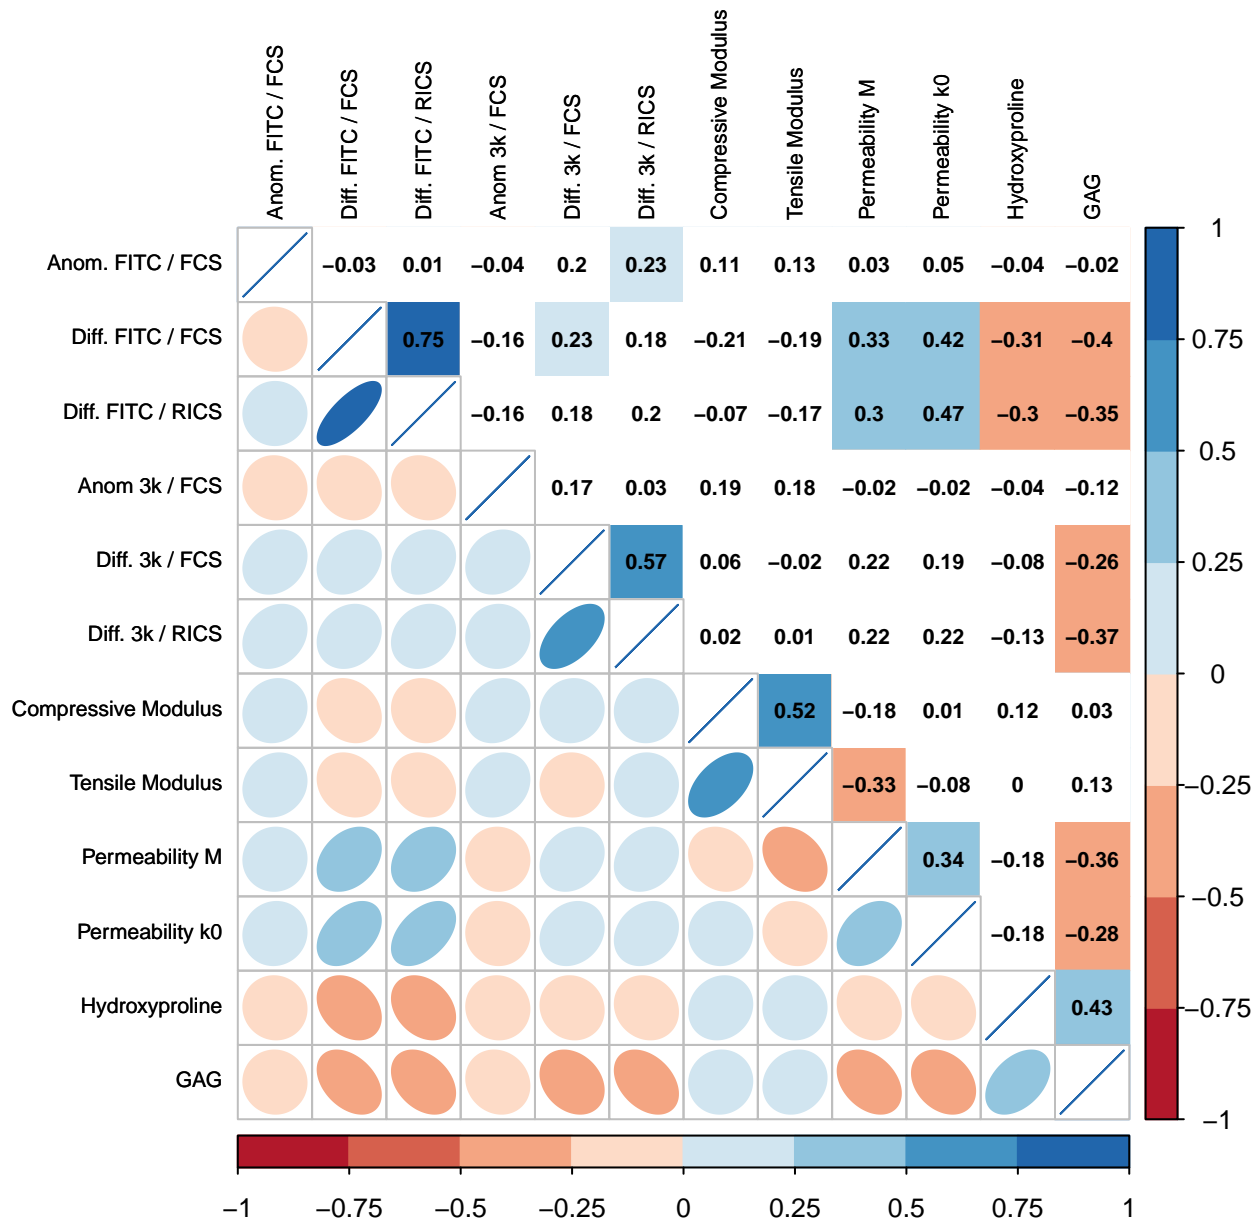 Anom. FITC / FCS
Diff. FITC / FCS
Diff. FITC / RICS
Anom 3k / FCS
Diff. 3k / FCS
Diff. 3k / RICS
Compressive Modulus
Tensile Modulus
Permeability M
Permeability k0
Hydroxyproline
GAG
Anom. FITC / FCS −0.03 0.01 −0.04 0.2 0.23 0.11 0.13 0.03 0.05 −0.04 −0.02
Diff. FITC / FCS 0.75 −0.16 0.23 0.18 −0.21 −0.19 0.33 0.42 −0.31 −0.4
Diff. FITC / RICS −0.16 0.18 0.2 −0.07 −0.17 0.3 0.47 −0.3 −0.35
Anom 3k / FCS 0.17 0.03 0.19 0.18 −0.02 −0.02 −0.04 −0.12
Diff. 3k / FCS 0.57 0.06 −0.02 0.22 0.19 −0.08 −0.26
Diff. 3k / RICS 0.02 0.01 0.22 0.22 −0.13 −0.37
Compressive Modulus 0.52 −0.18 0.01 0.12 0.03
Tensile Modulus −0.33 −0.08 0 0.13
Permeability M 0.34 −0.18 −0.36
Permeability k0 −0.18 −0.28
Hydroxyproline 0.43
GAG
1
0.75
0.5
0.25
0
−0.25
−0.5
−0.75
−1
−1 −0.75 −0.5 −0.25 0 0.25 0.5 0.75 1